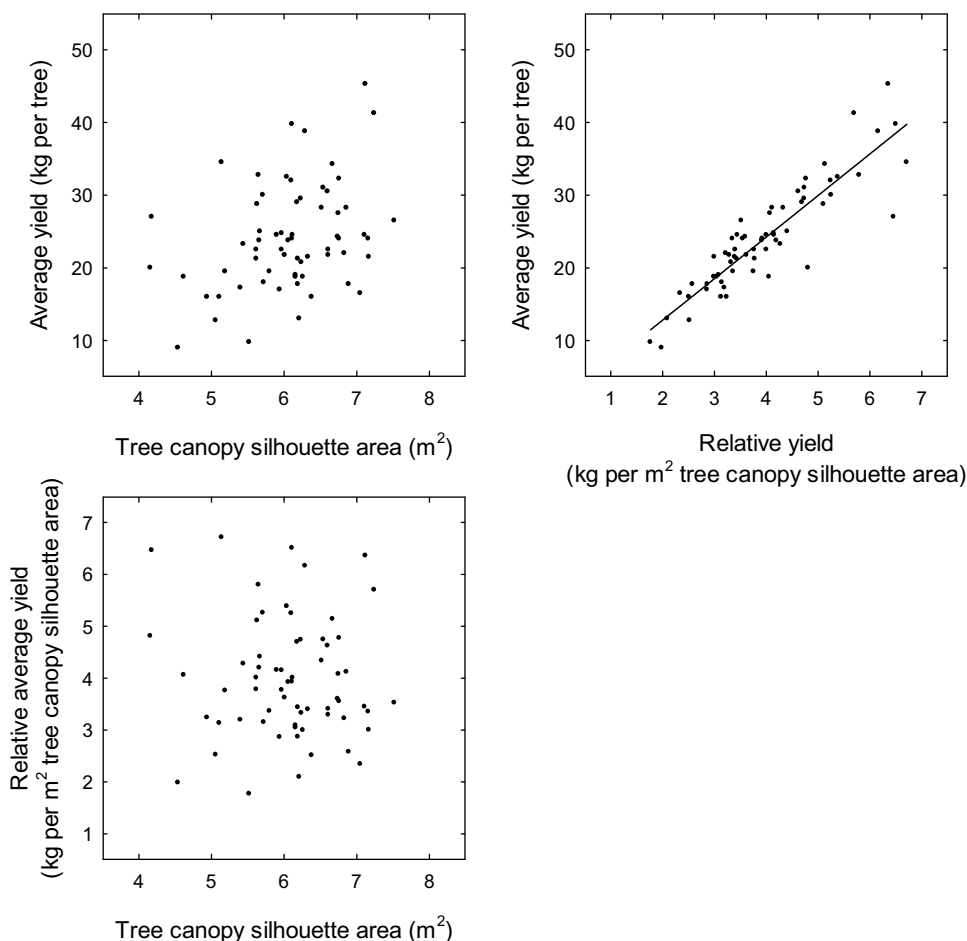 Average yield (kg per tree)
50
40
30
20
10
4 5 6 7 8
Tree canopy silhouette area (m²)
Average yield (kg per tree)
50
40
30
20
10
1 2 3 4 5 6 7
Relative yield
(kg per m² tree canopy silhouette area)
Relative average yield
(kg per m² tree canopy silhouette area)
7
6
5
4
3
2
1
4 5 6 7 8
Tree canopy silhouette area (m²)